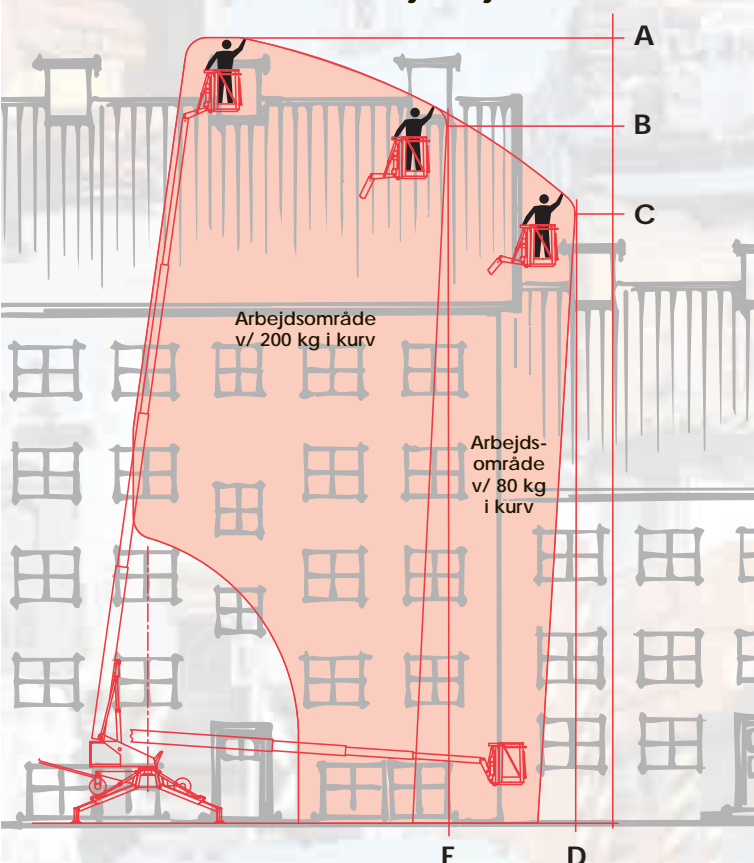 A
B
C
Arbejdsområde
v/ 200 kg i kurv
Arbejds-
område
v/ 80 kg
i kurv
D